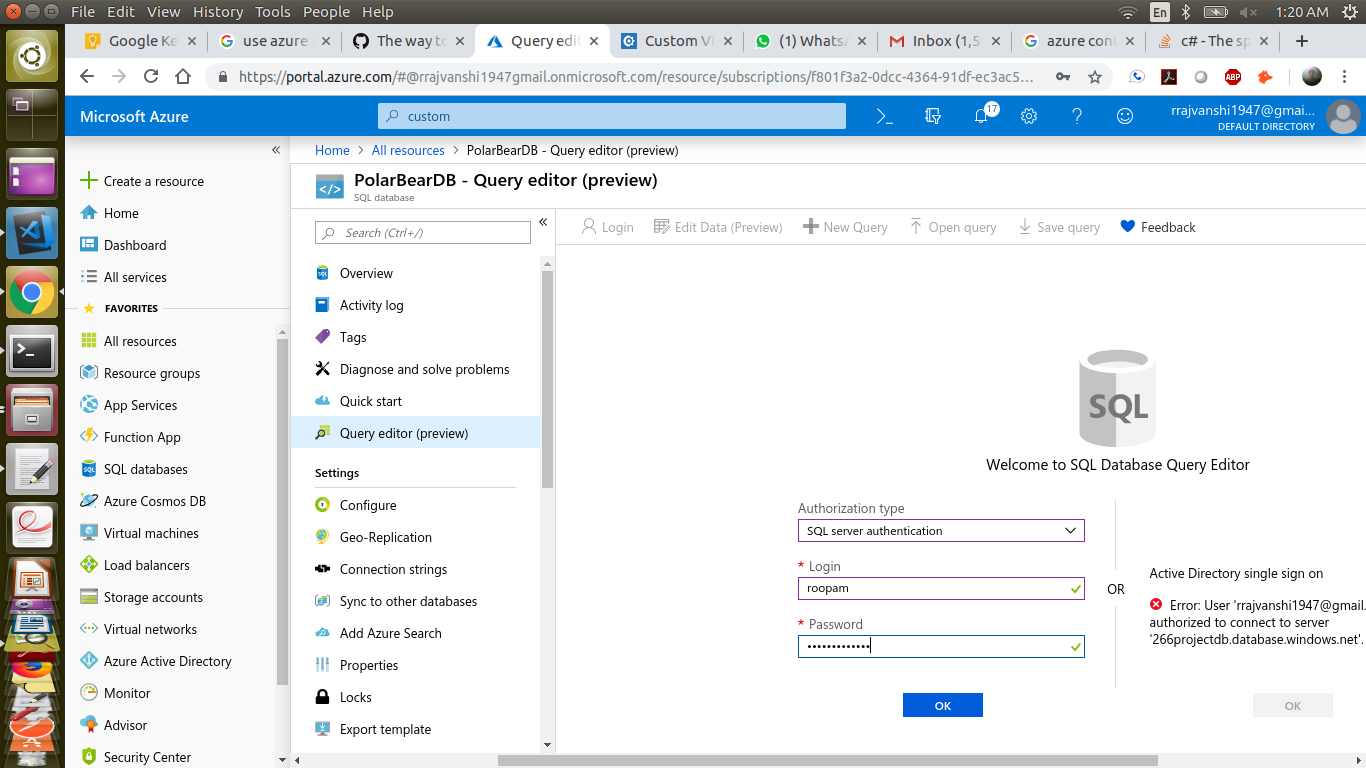 File Edit View History Tools People Help
En
1:20 AM
Google Ke
use azure
The way to
Query edi
Custom Vi
(1) Whats
Inbox (1,5
azure con
c# - The sp
https://portal.azure.com/#@rrajvanshi1947gmail.onmicrosoft.com/resource/subscriptions/f801f3a2-0dcc-4364-91df-ec3ac5…
ABP
Microsoft Azure
custom
17
rrajvanshi1947@gmai...
DEFAULT DIRECTORY
Home > All resources > PolarBearDB - Query editor (preview)
PolarBearDB - Query editor (preview)
SQL database
Create a resource
Home
Dashboard
All services
FAVORITES
All resources
Resource groups
App Services
Function App
SQL databases
Azure Cosmos DB
Virtual machines
Load balancers
Storage accounts
Virtual networks
Azure Active Directory
Monitor
Advisor
Security Center
Search (Ctrl+/)
Overview
Activity log
Tags
Diagnose and solve problems
Quick start
Query editor (preview)
Settings
Configure
Geo-Replication
Connection strings
Sync to other databases
Add Azure Search
Properties
Locks
Export template
Login Edit Data (Preview) New Query Open query Save query Feedback
SQL
Welcome to SQL Database Query Editor
Authorization type
SQL server authentication
* Login
roopam
* Password
•••••••••••••
OK
OR
Active Directory single sign on
Error: User 'rrajvanshi1947@gmail.
authorized to connect to server
'266projectdb.database.windows.net'.
OK